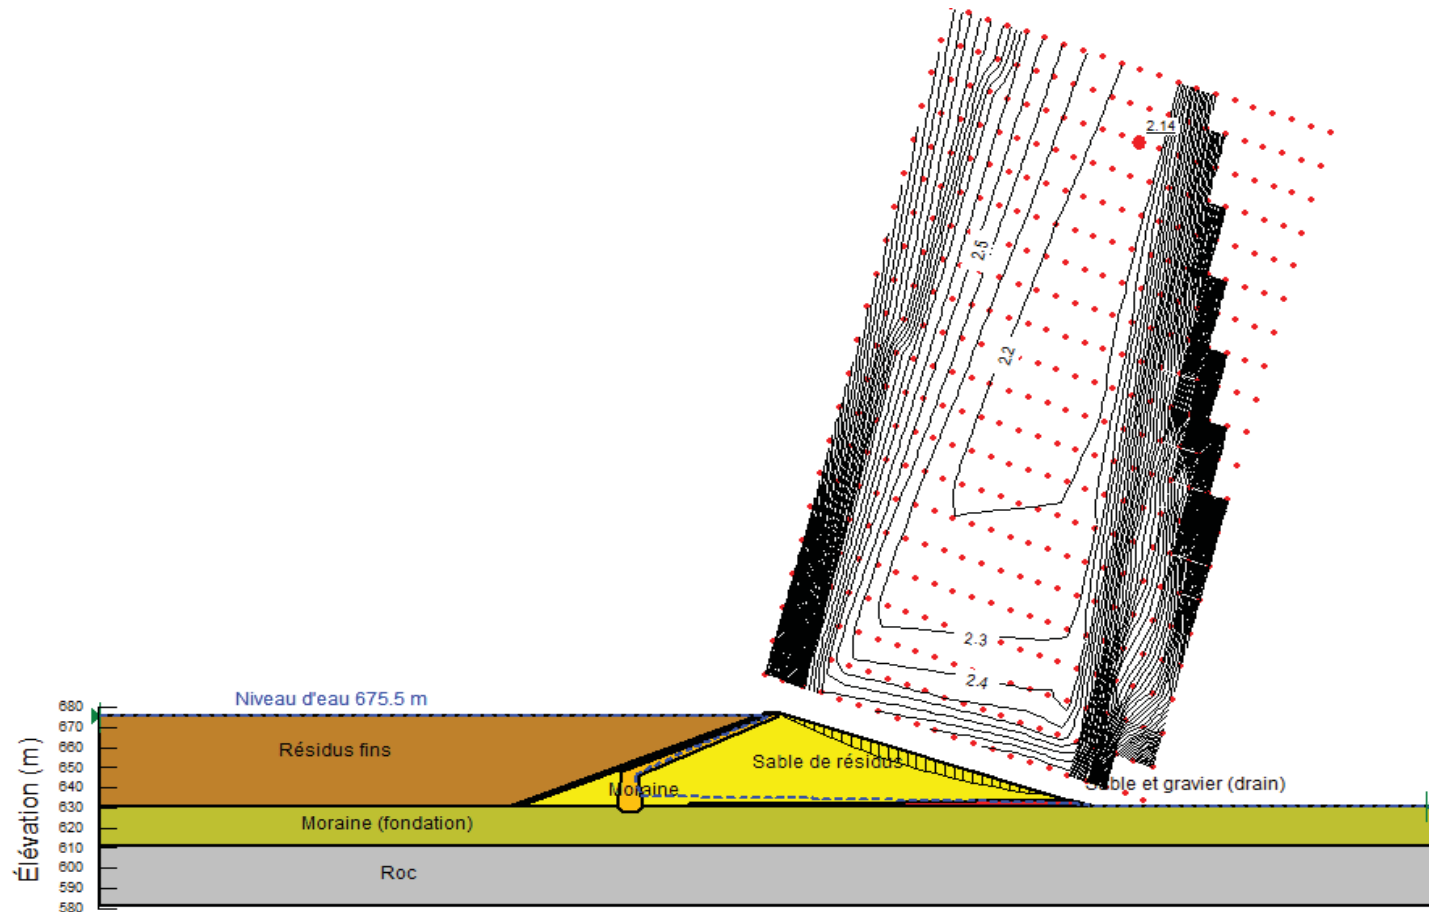 2.14
2.5
2.2
2.3
2.4
Niveau d'eau 675.5 m
Résidus fins
Sable de résidus
Moraine
Sable et gravier (drain)
Moraine (fondation)
Roc
Élévation (m)
680
670
660
650
640
630
620
610
600
590
580